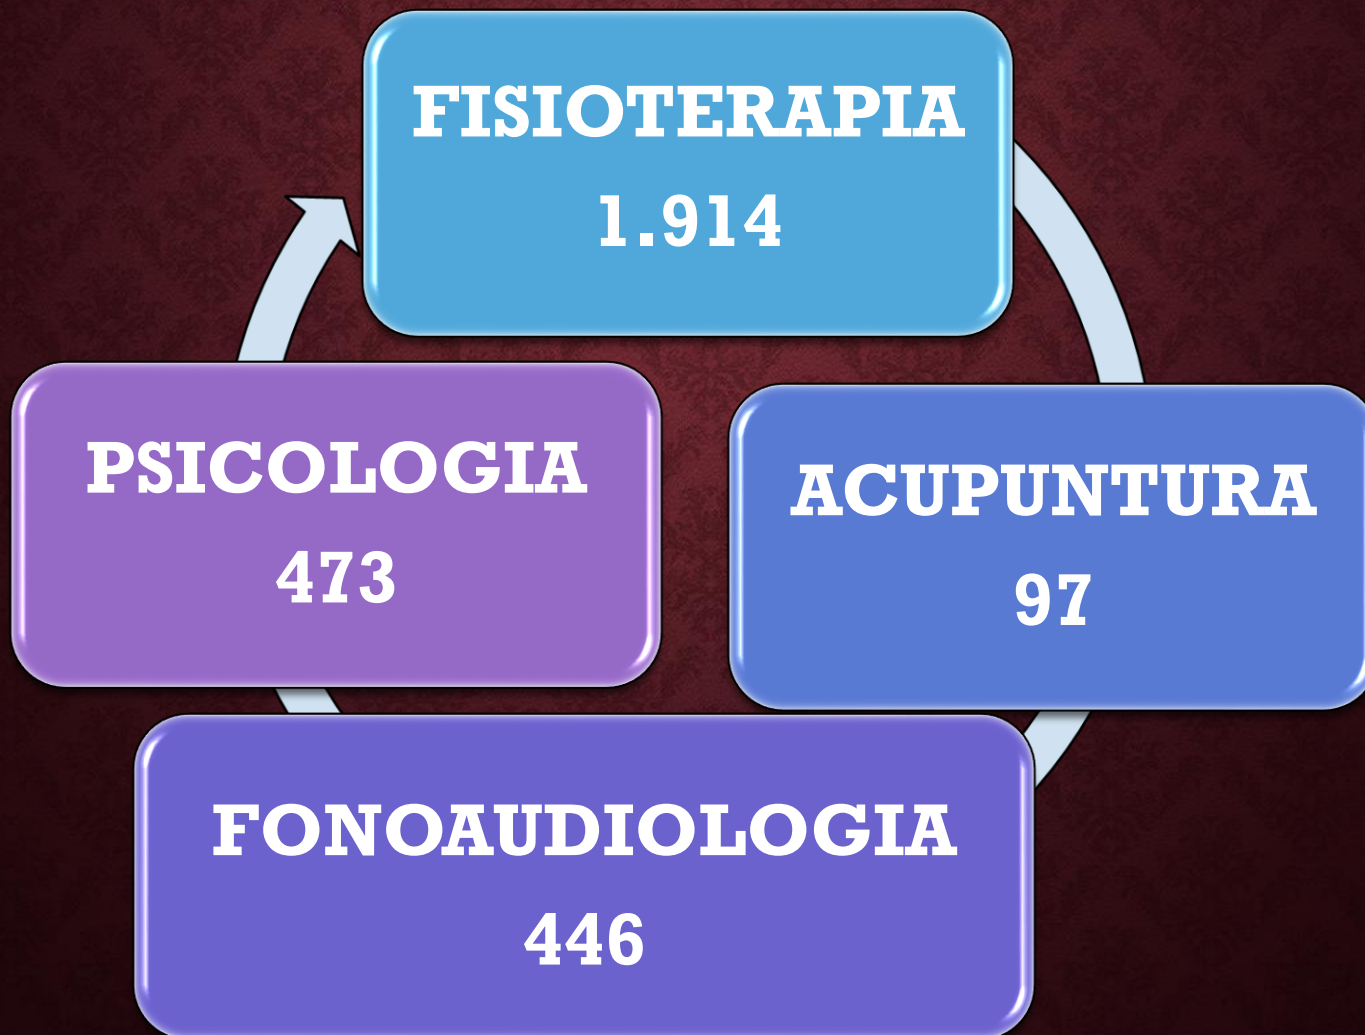 FISIOTERAPIA
1.914
PSICOLOGIA
473
ACUPUNTURA
97
FONOAUDIOLOGIA
446